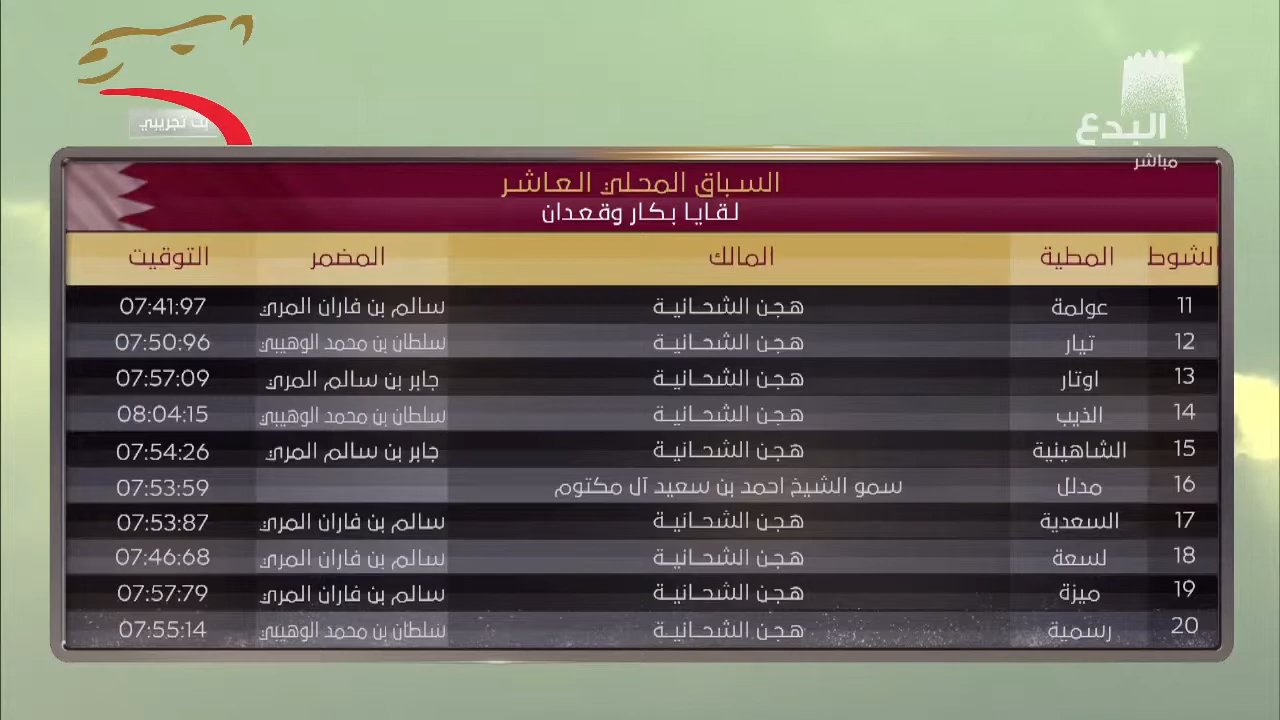 بث تجريبي
البدع
مباشر
السباق المحلي العاشر
لقايا بكار وقعدان
الشوط المطية المالك المضمر التوقيت
11 عولمة هجن الشحانية سالم بن فاران المري 07:41:97
12 تيار هجن الشحانية سلطان بن محمد الوهيبي 07:50:96
13 اوتار هجن الشحانية جابر بن سالم المري 07:57:09
14 الذيب هجن الشحانية سلطان بن محمد الوهيبي 08:04:15
15 الشاهينية هجن الشحانية جابر بن سالم المري 07:54:26
16 مدلل سمو الشيخ احمد بن سعيد آل مكتوم 07:53:59
17 السعدية هجن الشحانية سالم بن فاران المري 07:53:87
18 لسعة هجن الشحانية سالم بن فاران المري 07:46:68
19 ميزة هجن الشحانية سالم بن فاران المري 07:57:79
20 رسمية هجن الشحانية سلطان بن محمد الوهيبي 07:55:14